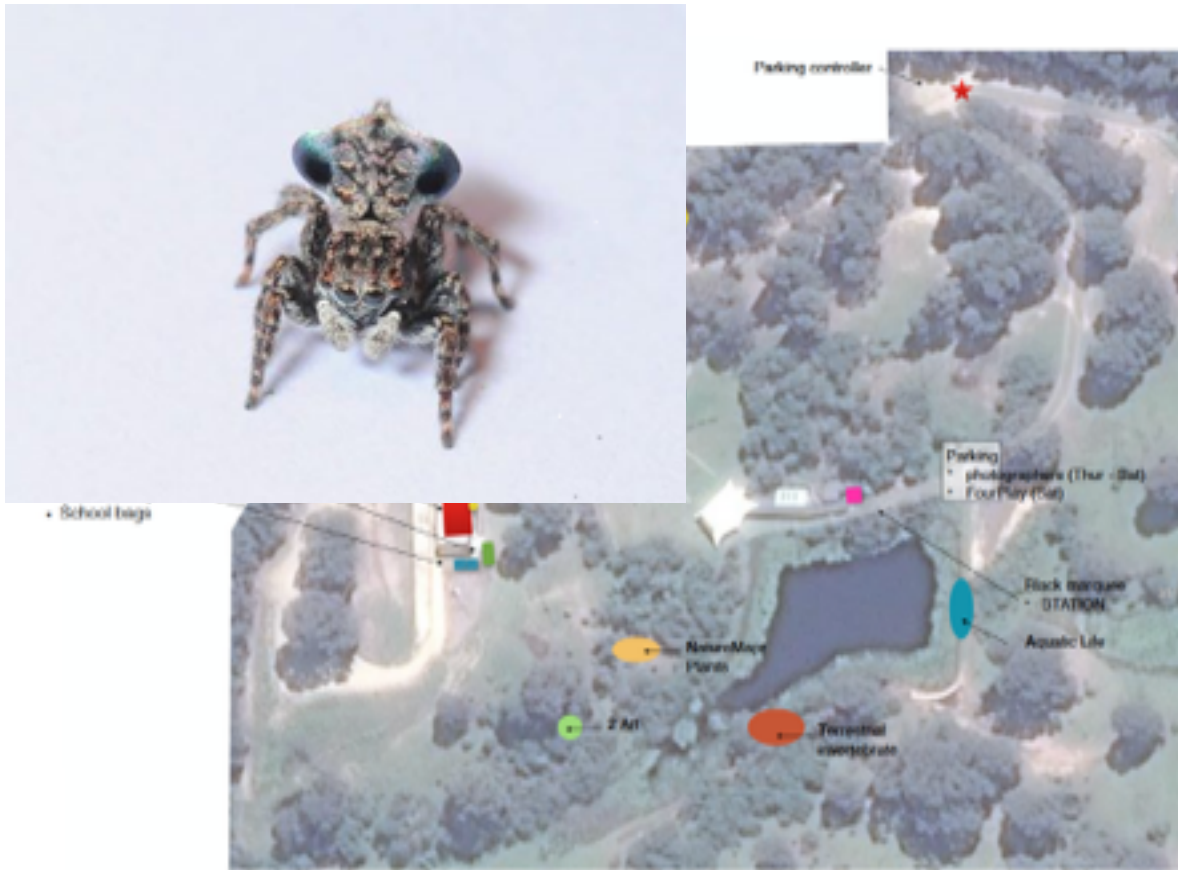 Parking controller
Parking
* photographers (Thur - Sat)
* FourPlay (Sat)
• School bags
Black marquee
* STATION
Aquatic Life
NatureMapr
Plants
2 Art
Terrestrial
invertebrate